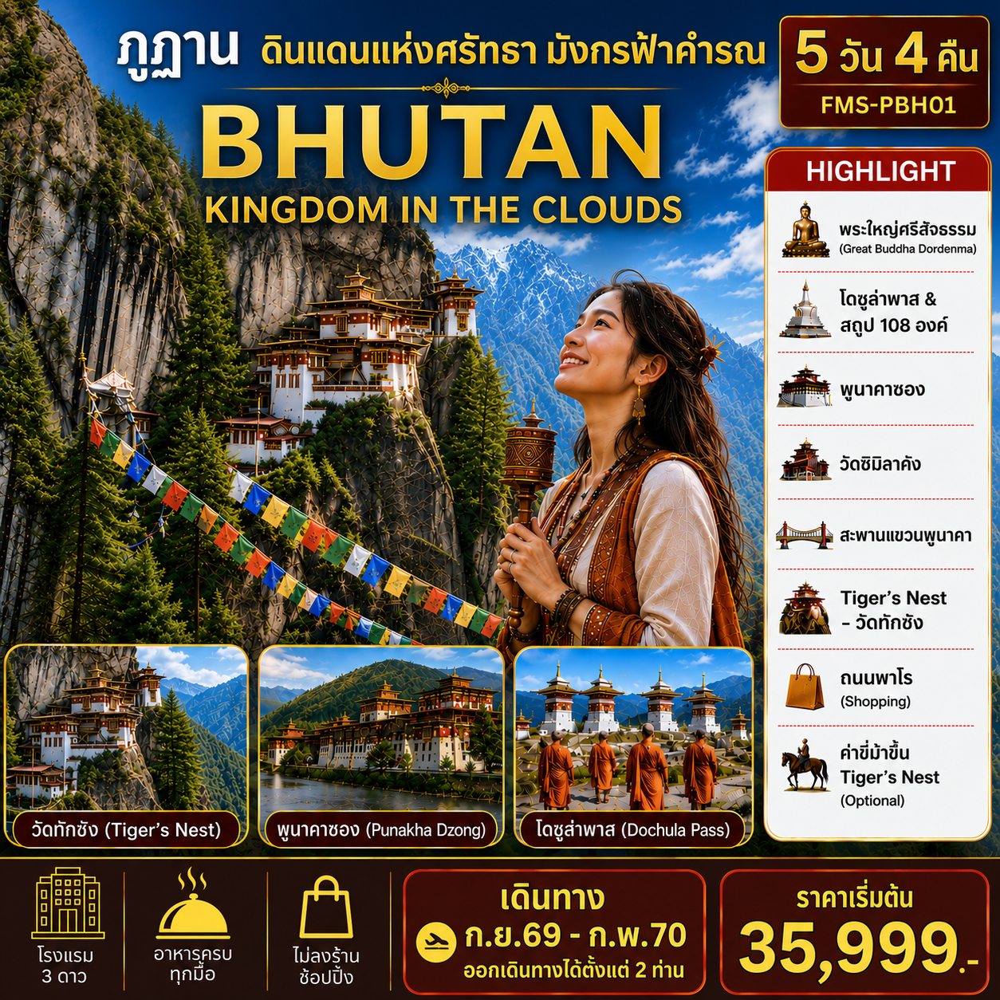 ภูฏาน ดินแดนแห่งศรัทธา มังกรฟ้าคำรณ
BHUTAN
KINGDOM IN THE CLOUDS
5 วัน 4 คืน
FMS-PBH01
HIGHLIGHT
พระใหญ่ศรีสัจธรรม
(Great Buddha Dordenma)
โดชูล่าพาส &
สถูป 108 องค์
พูนาคาซอง
วัดชิมิลาคัง
สะพานแขวนพูนาคา
Tiger's Nest
- วัดทักซัง
ถนนพาโร
(Shopping)
ค่าขี่ม้าขึ้น
Tiger's Nest
(Optional)
วัดทักซัง (Tiger's Nest)
พูนาคาซอง (Punakha Dzong)
โดชูล่าพาส (Dochula Pass)
โรงแรม
3 ดาว
อาหารครบ
ทุกมื้อ
ไม่ลงร้าน
ช้อปปิ้ง
เดินทาง
ก.ย.69 - ก.พ.70
ออกเดินทางได้ตั้งแต่ 2 ท่าน
ราคาเริ่มต้น
35,999.-